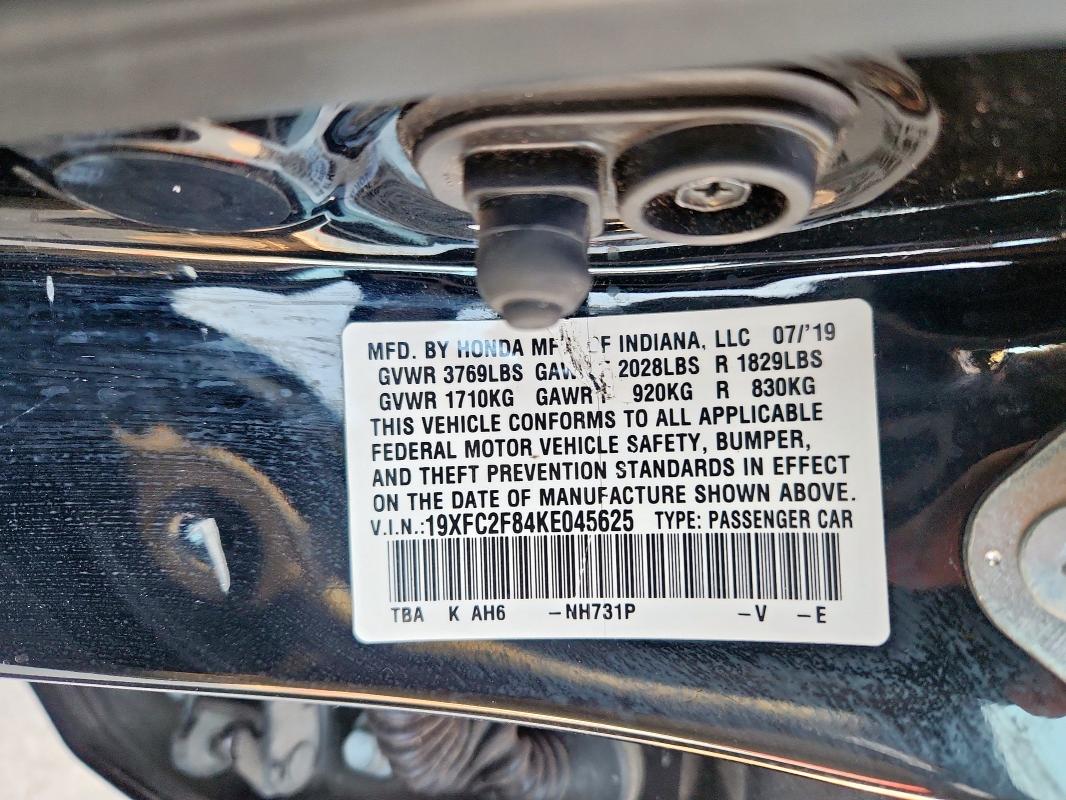 MFD. BY HONDA OF INDIANA, LLC 07/'19
GVWR 3769LBS 2028LBS R 1829LBS
GVWR 1710KG GAWR 920KG R 830KG
THIS VEHICLE CONFORMS TO ALL APPLICABLE
FEDERAL MOTOR VEHICLE SAFETY, BUMPER,
AND THEFT PREVENTION STANDARDS IN EFFECT
ON THE DATE OF MANUFACTURE SHOWN ABOVE.
V.I.N.:19XFC2F84KE045625 TYPE: PASSENGER CAR
TBA K AH6 –NH731P –V –E